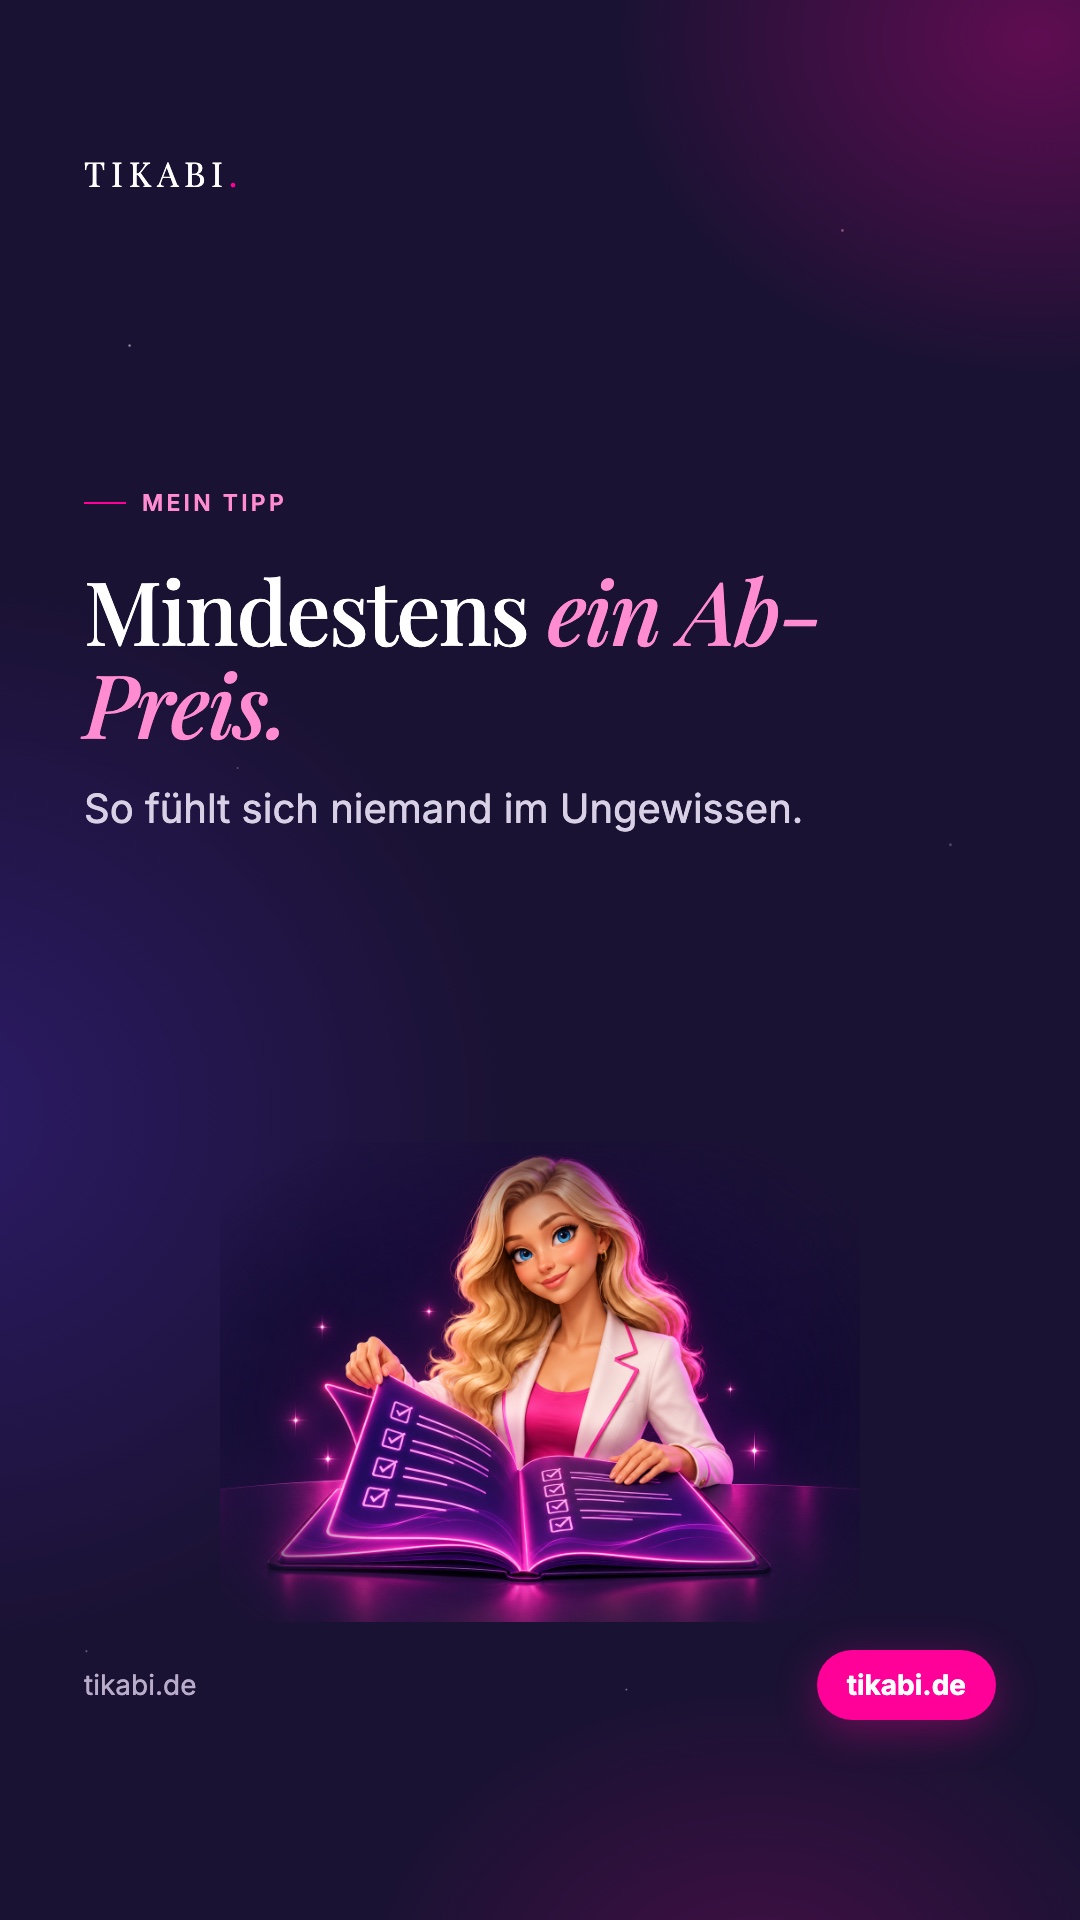 TIKABI.
MEIN TIPP
Mindestens ein Ab-
Preis.
So fühlt sich niemand im Ungewissen.
tikabi.de
tikabi.de